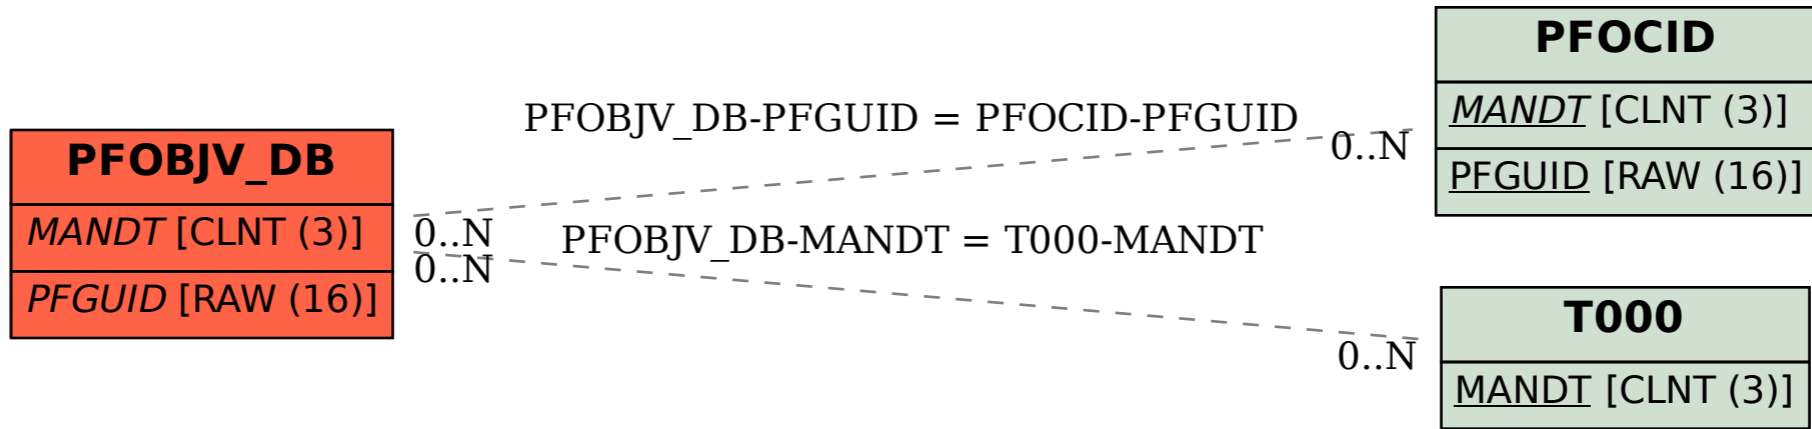 PFOBJV_DB
MANDT [CLNT (3)]
PFGUID [RAW (16)]
PFOBJV_DB-PFGUID = PFOCID-PFGUID
0..N
0..N
PFOBJV_DB-MANDT = T000-MANDT
0..N
0..N
PFOCID
MANDT [CLNT (3)]
PFGUID [RAW (16)]
T000
MANDT [CLNT (3)]